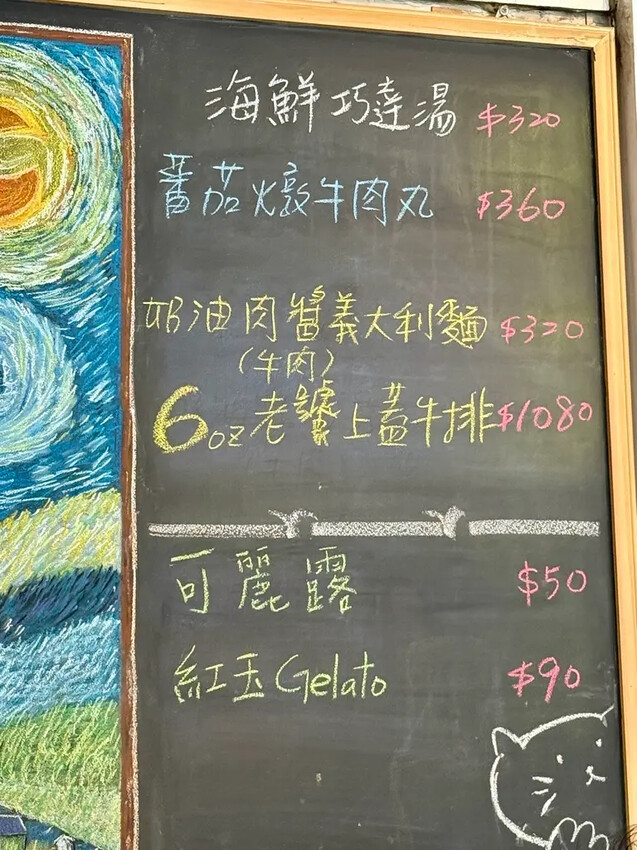 海鮮巧達湯 $320
番茄燉牛肉丸 $360
奶油肉醬義大利麵 $320
(牛肉)
6oz老饕上蓋牛排 $1080
可麗露 $50
紅玉Gelato $90